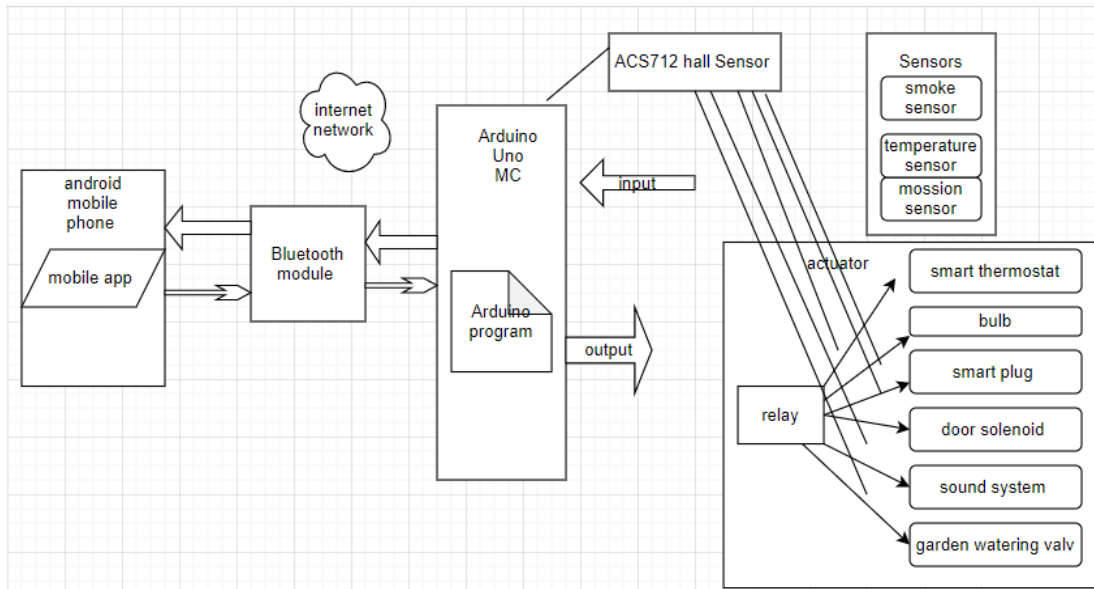 ACS712 hall Sensor
Sensors
smoke
sensor
temperature
sensor
mossion
sensor
internet
network
Arduino
Uno
MC
input
android
mobile
phone
mobile app
Bluetooth
module
Arduino
program
output
actuator
relay
smart thermostat
bulb
smart plug
door solenoid
sound system
garden watering valv